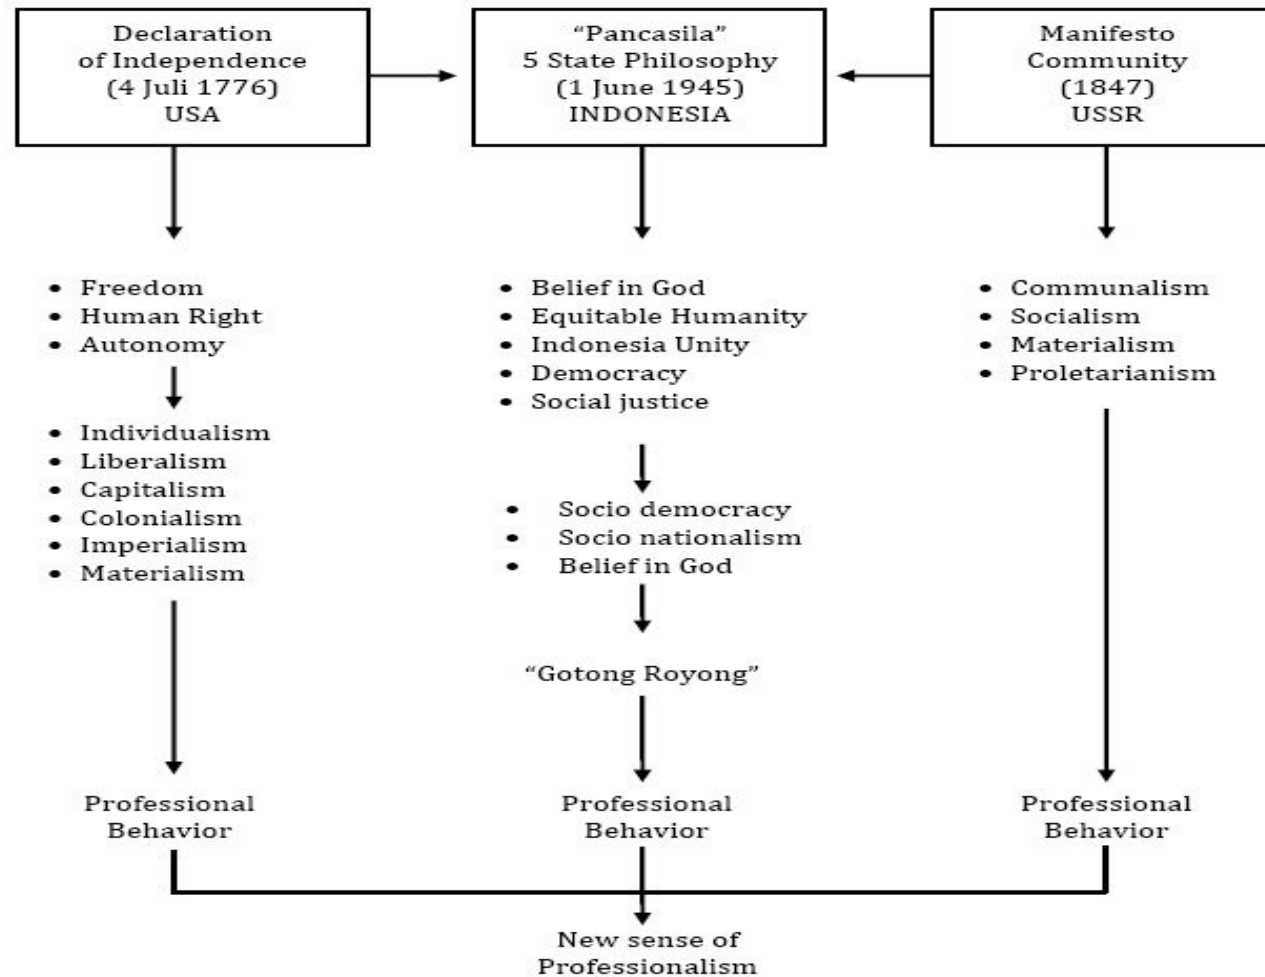 Declaration
of Independence
(4 Juli 1776)
USA
“Pancasila”
5 State Philosophy
(1 June 1945)
INDONESIA
Manifesto
Community
(1847)
USSR
• Freedom
• Human Right
• Autonomy
• Individualism
• Liberalism
• Capitalism
• Colonialism
• Imperialism
• Materialism
• Belief in God
• Equitable Humanity
• Indonesia Unity
• Democracy
• Social justice
• Socio democracy
• Socio nationalism
• Belief in God
“Gotong Royong”
• Communalism
• Socialism
• Materialism
• Proletarianism
Professional
Behavior
Professional
Behavior
Professional
Behavior
New sense of
Professionalism